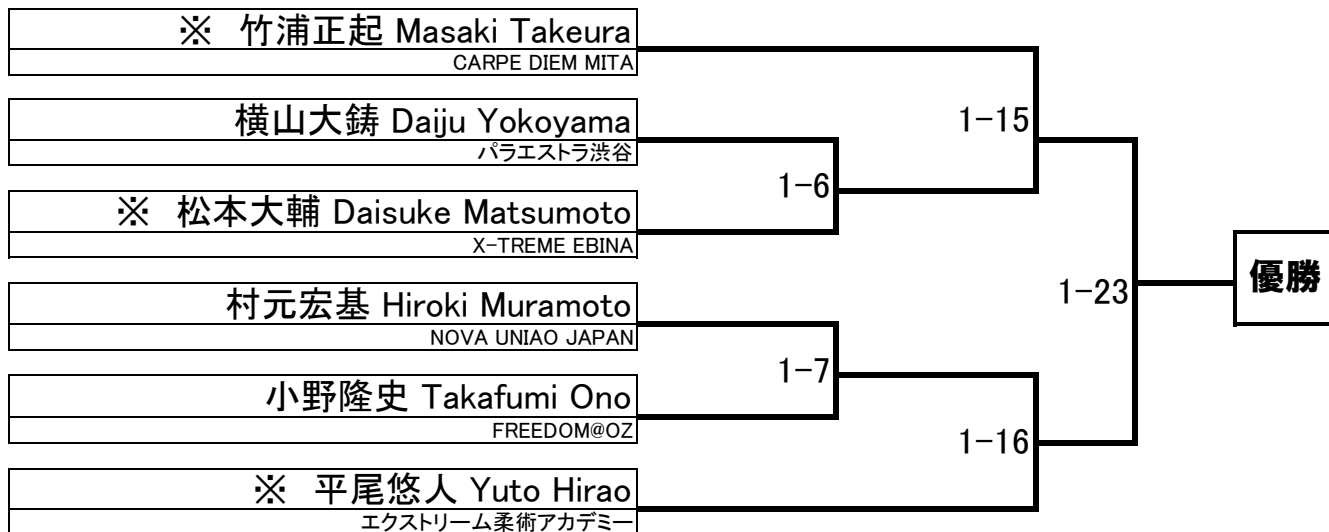 ※ 竹浦正起 Masaki Takeura
CARPE DIEM MITA
横山大鋳 Daiju Yokoyama
パラエストラ渋谷
※ 松本大輔 Daisuke Matsumoto
X-TREME EBINA
村元宏基 Hiroki Muramoto
NOVA UNIAO JAPAN
小野隆史 Takafumi Ono
FREEDOM@OZ
※ 平尾悠人 Yuto Hirao
エクストリーム柔術アカデミー
1-6
1-7
1-15
1-16
1-23
優勝